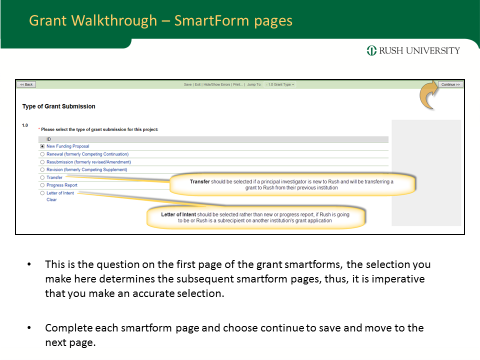 Grant Walkthrough – SmartForm pages
RUSH UNIVERSITY
<< Back
Save | Exit | Hide/Show Errors | Print | Jump To:
Continue >>
Type of Grant Submission
1.0
* Please select the type of grant submission for this project:
ID
New Funding Proposal
Renewal (formerly Competing Continuation)
Resubmission (formerly revised/Amendment)
Revision (formerly Competing Supplement)
Transfer
Progress Report
Letter of Intent
Clear
Transfer should be selected if a principal investigator is new to Rush and will be transferring a
grant to Rush from their previous institution
Letter of Intent should be selected rather than new or progress report, if Rush is going
to be or Rush is a subrecipient on another institution's grant application
• This is the question on the first page of the grant smartforms, the selection you
make here determines the subsequent smartform pages, thus, it is imperative
that you make an accurate selection.
• Complete each smartform page and choose continue to save and move to the
next page.